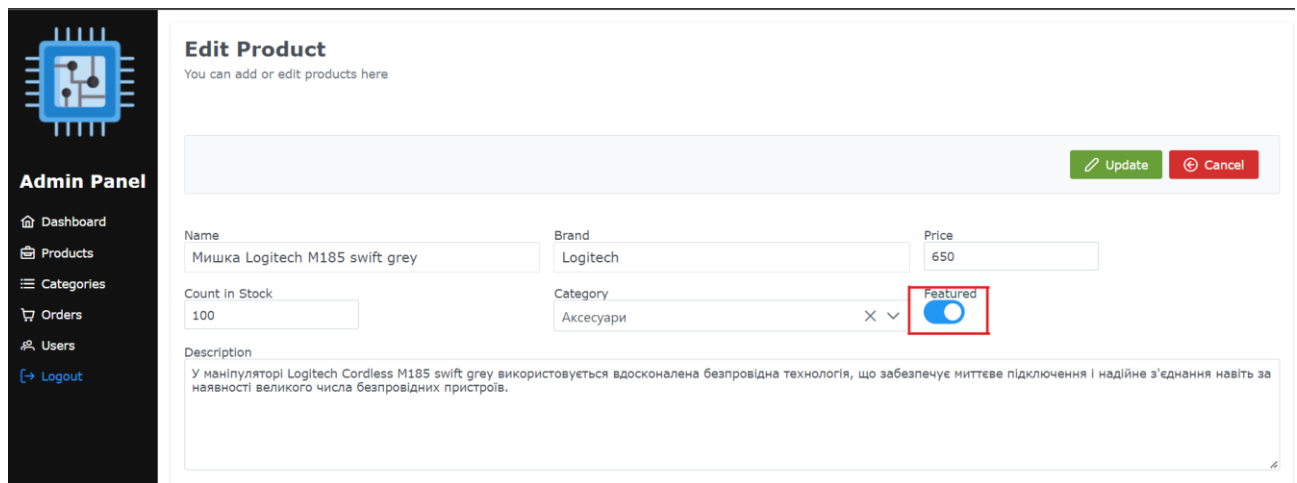 Admin Panel
Dashboard
Products
Categories
Orders
Users
Logout
Edit Product
You can add or edit products here
Update
Cancel
Name
Brand
Price
Мишка Logitech M185 swift grey
Logitech
650
Count in Stock
Category
Featured
100
Аксесуари
Description
У маніпуляторі Logitech Cordless M185 swift grey використовується вдосконалена безпровідна технологія, що забезпечує миттєве підключення і надійне з'єднання навіть за
наявності великого числа безпровідних пристроїв.